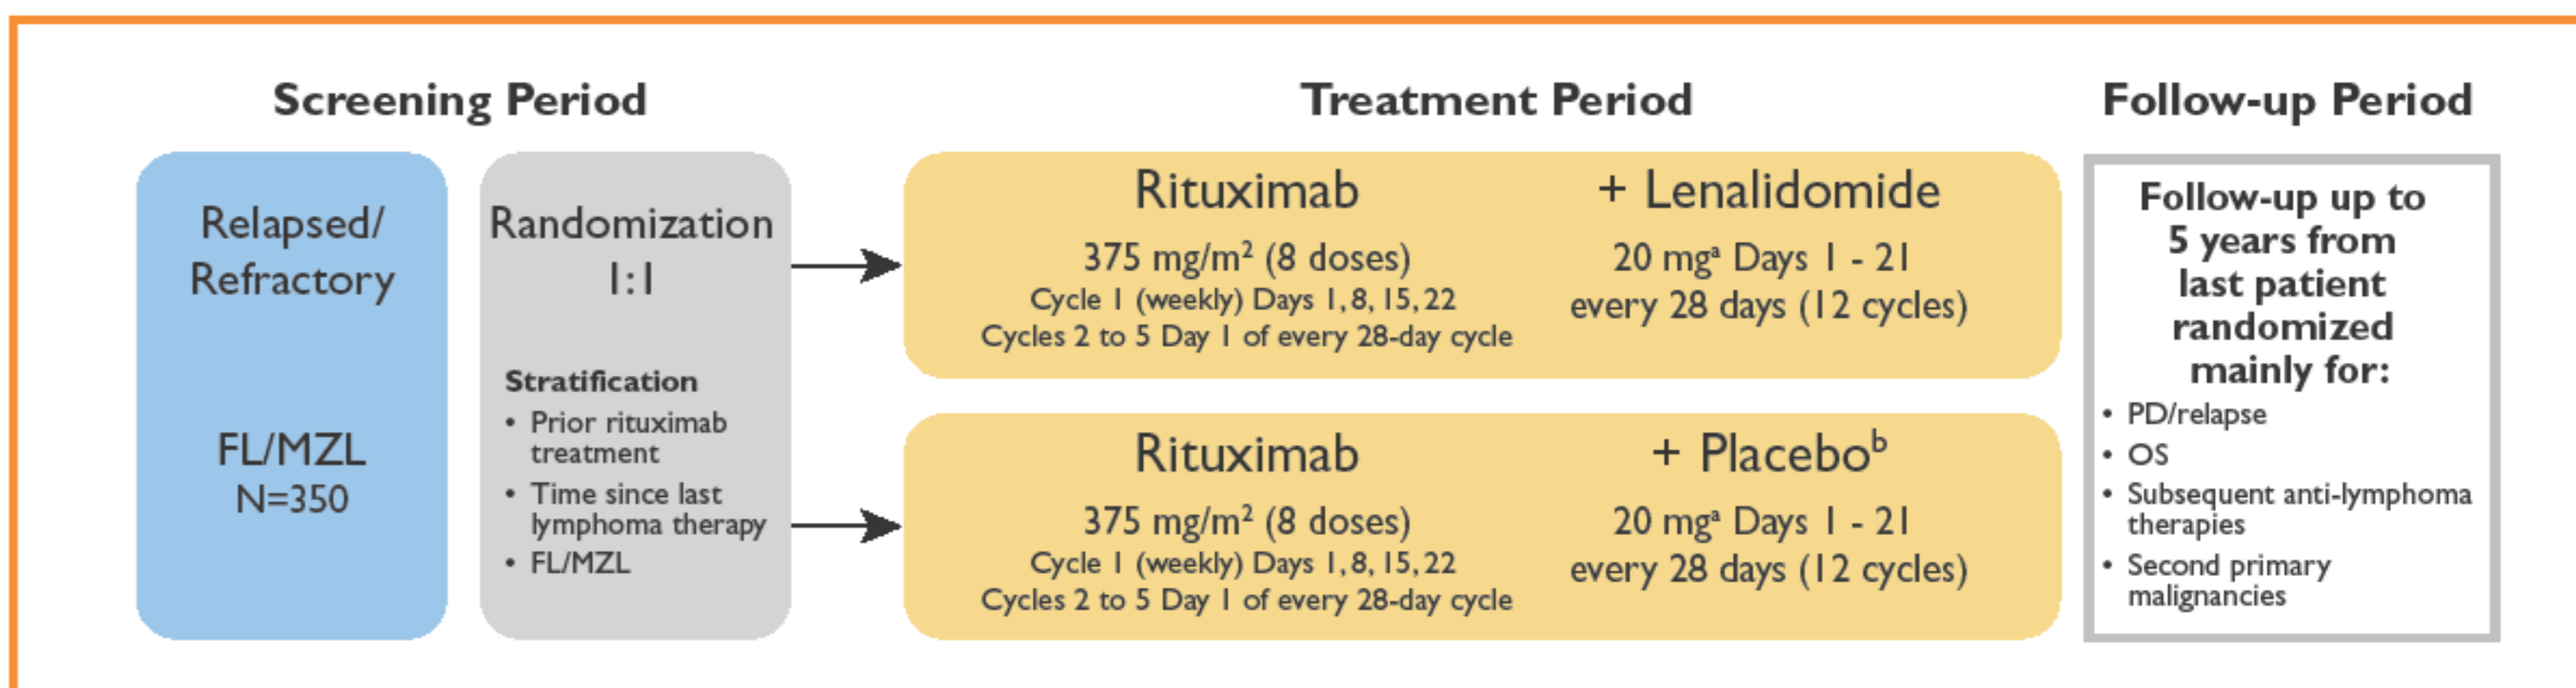 Screening Period
Relapsed/
Refractory
FL/MZL
N=350
Randomization
1:1
Stratification
• Prior rituximab
treatment
• Time since last
lymphoma therapy
• FL/MZL
Treatment Period
Rituximab
375 mg/m² (8 doses)
Cycle 1 (weekly) Days 1, 8, 15, 22
Cycles 2 to 5 Day 1 of every 28-day cycle
+ Lenalidomide
20 mgᵃ Days 1 - 21
every 28 days (12 cycles)
Rituximab
375 mg/m² (8 doses)
Cycle 1 (weekly) Days 1, 8, 15, 22
Cycles 2 to 5 Day 1 of every 28-day cycle
+ Placeboᵇ
20 mgᵃ Days 1 - 21
every 28 days (12 cycles)
Follow-up Period
Follow-up up to
5 years from
last patient
randomized
mainly for:
• PD/relapse
• OS
• Subsequent anti-lymphoma
therapies
• Second primary
malignancies